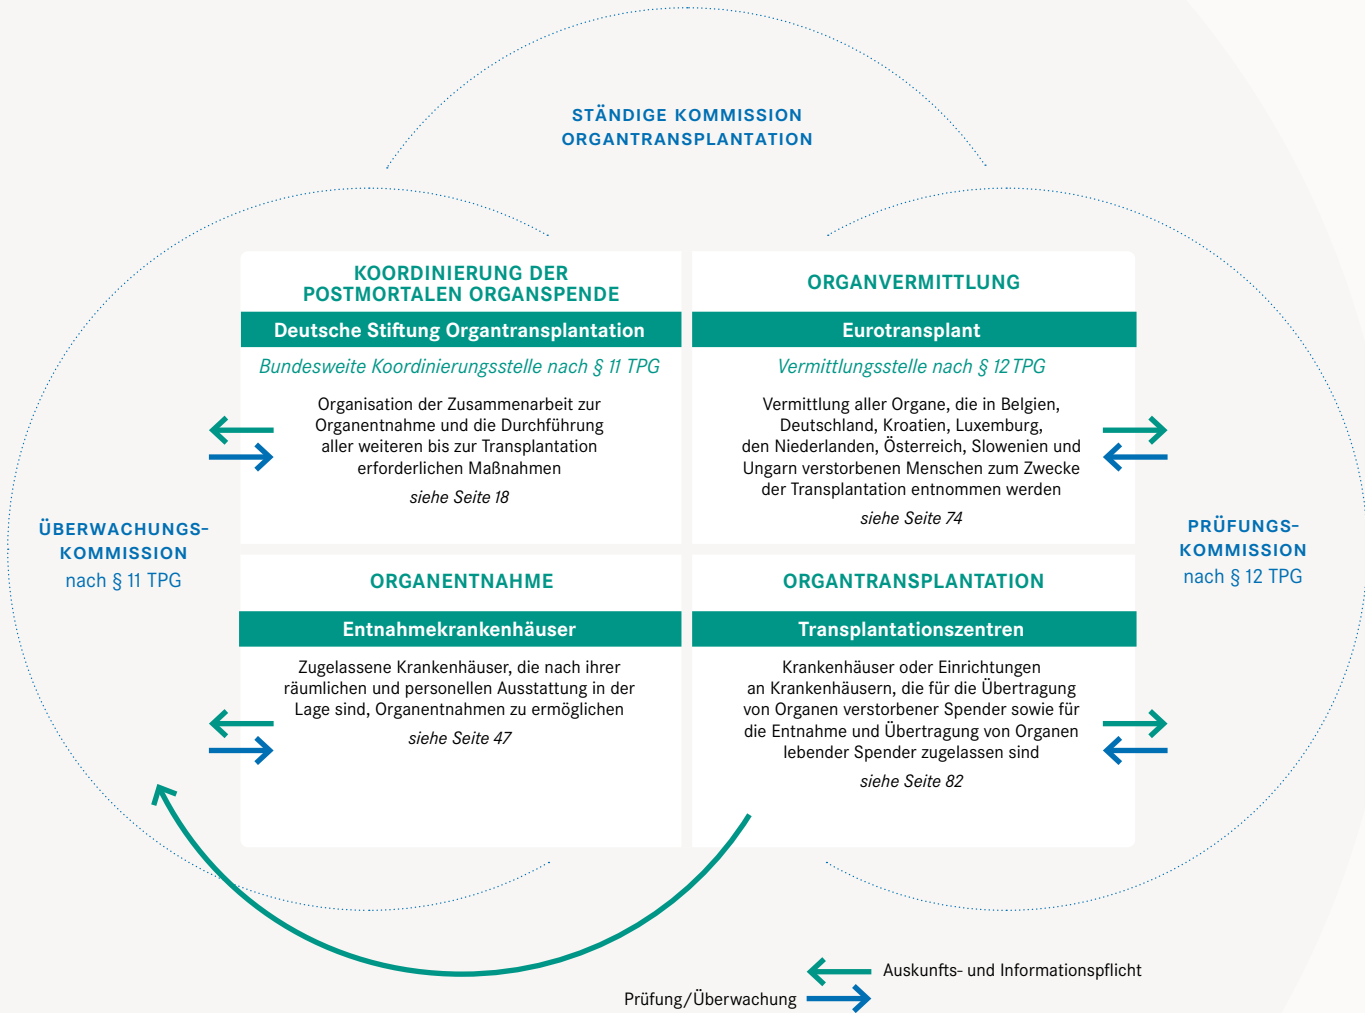 STÄNDIGE KOMMISSION
ORGANTRANSPLANTATION
KOORDINIERUNG DER
POSTMORTALEN ORGANSPENDE
Deutsche Stiftung Organtransplantation
Bundesweite Koordinierungsstelle nach § 11 TPG
Organisation der Zusammenarbeit zur
Organentnahme und die Durchführung
aller weiteren bis zur Transplantation
erforderlichen Maßnahmen
siehe Seite 18
ORGANVERMITTLUNG
Eurotransplant
Vermittlungsstelle nach § 12 TPG
Vermittlung aller Organe, die in Belgien,
Deutschland, Kroatien, Luxemburg,
den Niederlanden, Österreich, Slowenien und
Ungarn verstorbenen Menschen zum Zwecke
der Transplantation entnommen werden
siehe Seite 74
ÜBERWACHUNGS-
KOMMISSION
nach § 11 TPG
PRÜFUNGS-
KOMMISSION
nach § 12 TPG
ORGANENTNAHME
Entnahmekrankenhäuser
Zugelassene Krankenhäuser, die nach ihrer
räumlichen und personellen Ausstattung in der
Lage sind, Organentnahmen zu ermöglichen
siehe Seite 47
ORGANTRANSPLANTATION
Transplantationszentren
Krankenhäuser oder Einrichtungen
an Krankenhäusern, die für die Übertragung
von Organen verstorbener Spender sowie für
die Entnahme und Übertragung von Organen
lebender Spender zugelassen sind
siehe Seite 82
Auskunfts- und Informationspflicht
Prüfung/Überwachung